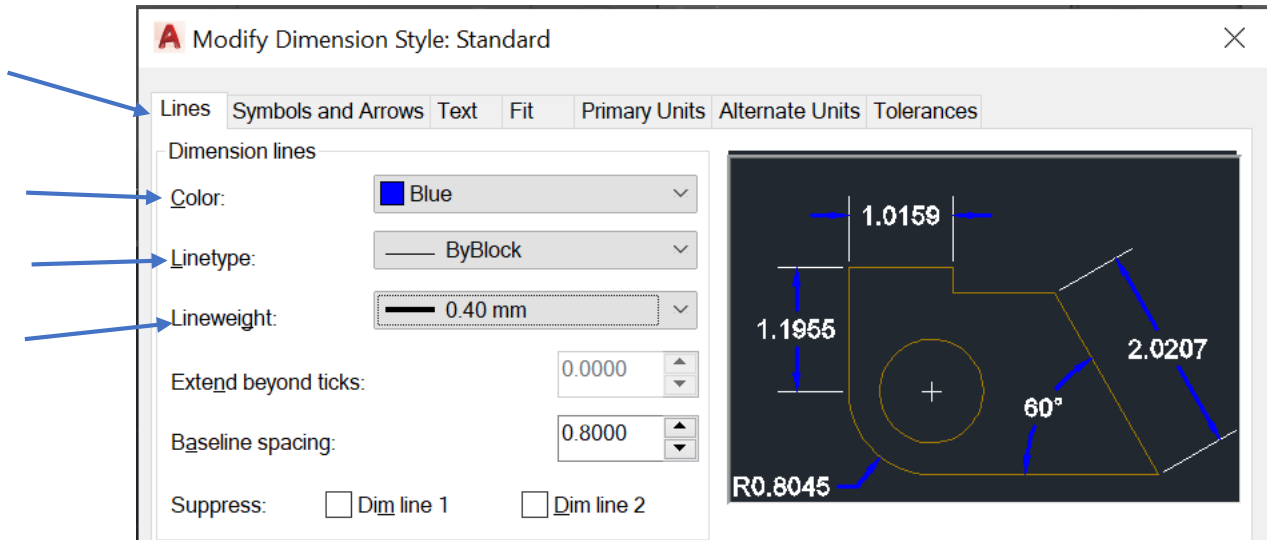 Modify Dimension Style: Standard
Lines Symbols and Arrows Text Fit Primary Units Alternate Units Tolerances
Dimension lines
Color: Blue
Linetype: ByBlock
Lineweight: 0.40 mm
Extend beyond ticks: 0.0000
Baseline spacing: 0.8000
Suppress: Dim line 1 Dim line 2
1.0159
1.1955
2.0207
60°
R0.8045